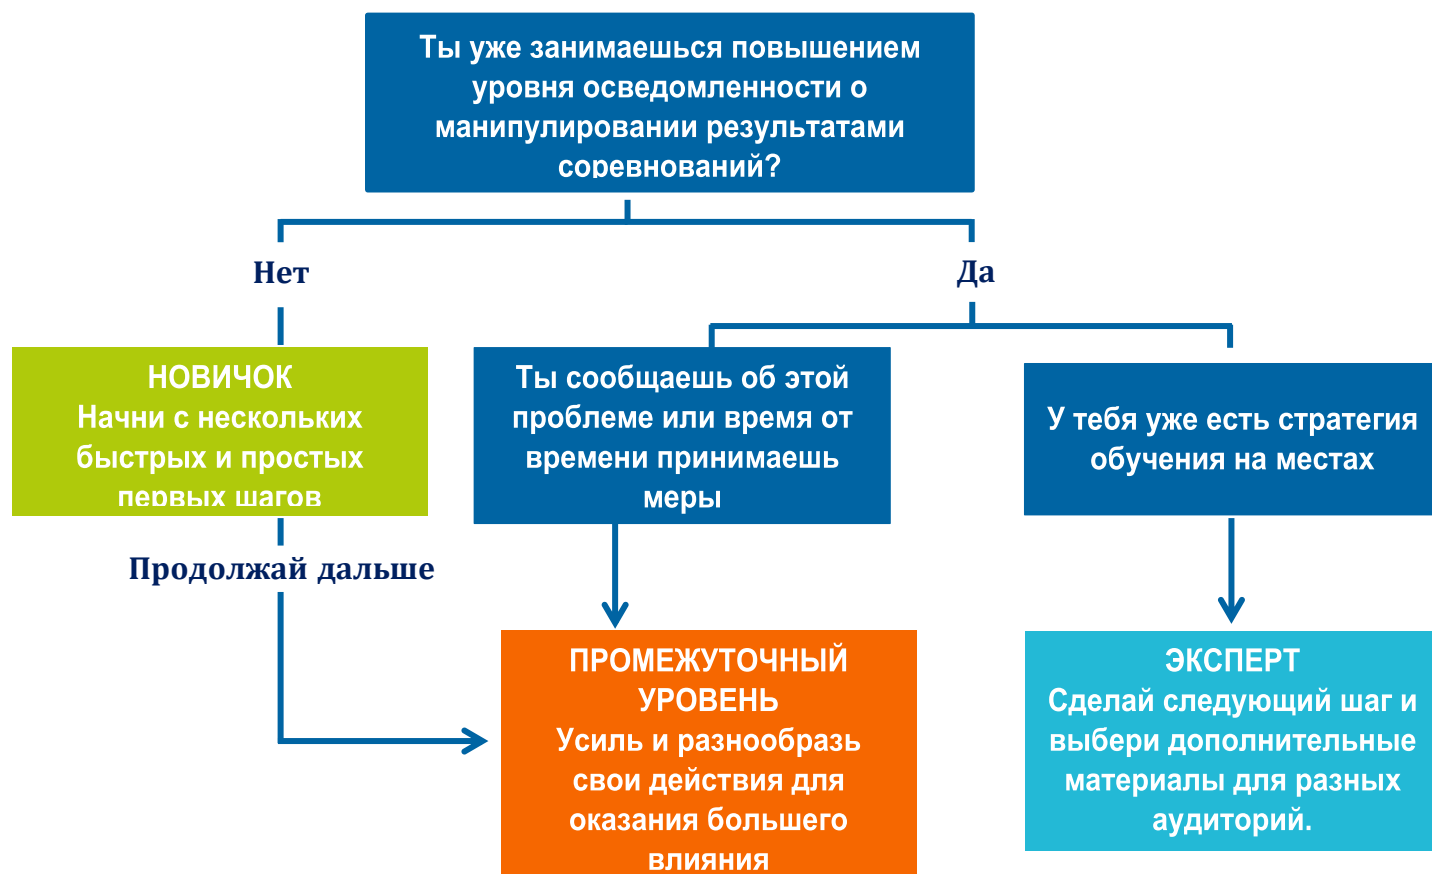 Ты уже занимаешься повышением
уровня осведомленности о
манипулировании результатами
соревнований?
Нет
Да
НОВИЧОК
Начни с нескольких
быстрых и простых
первых шагов
Ты сообщаешь об этой
проблеме или время от
времени принимаешь
меры
У тебя уже есть стратегия
обучения на местах
Продолжай дальше
ПРОМЕЖУТОЧНЫЙ
УРОВЕНЬ
Усиль и разнообразь
свои действия для
оказания большего
влияния
ЭКСПЕРТ
Сделай следующий шаг и
выбери дополнительные
материалы для разных
аудиторий.